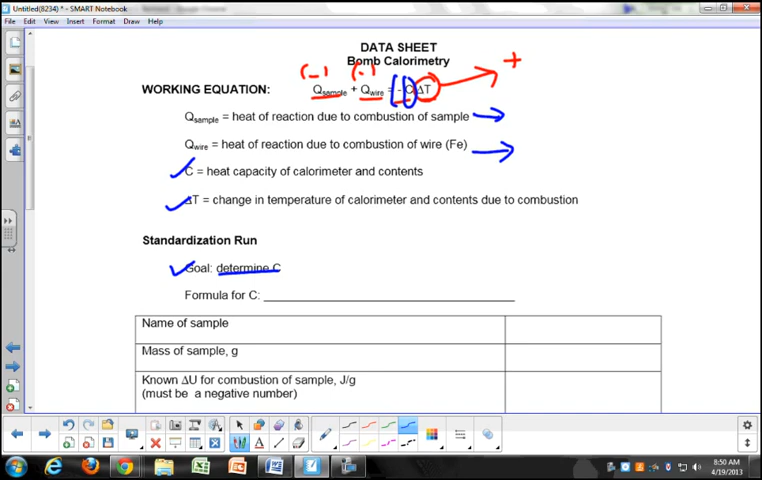 Untitled(8234) * - SMART Notebook
File Edit View Insert Format Draw Help
DATA SHEET
Bomb Calorimetry
(-) (-) +
WORKING EQUATION: Qsample + Qwire = - C ΔT
Qsample = heat of reaction due to combustion of sample
Qwire = heat of reaction due to combustion of wire (Fe)
C = heat capacity of calorimeter and contents
ΔT = change in temperature of calorimeter and contents due to combustion
Standardization Run
Goal: determine C
Formula for C: ____________________
Name of sample
Mass of sample, g
Known ΔU for combustion of sample, J/g
(must be a negative number)
8:50 AM
4/19/2013